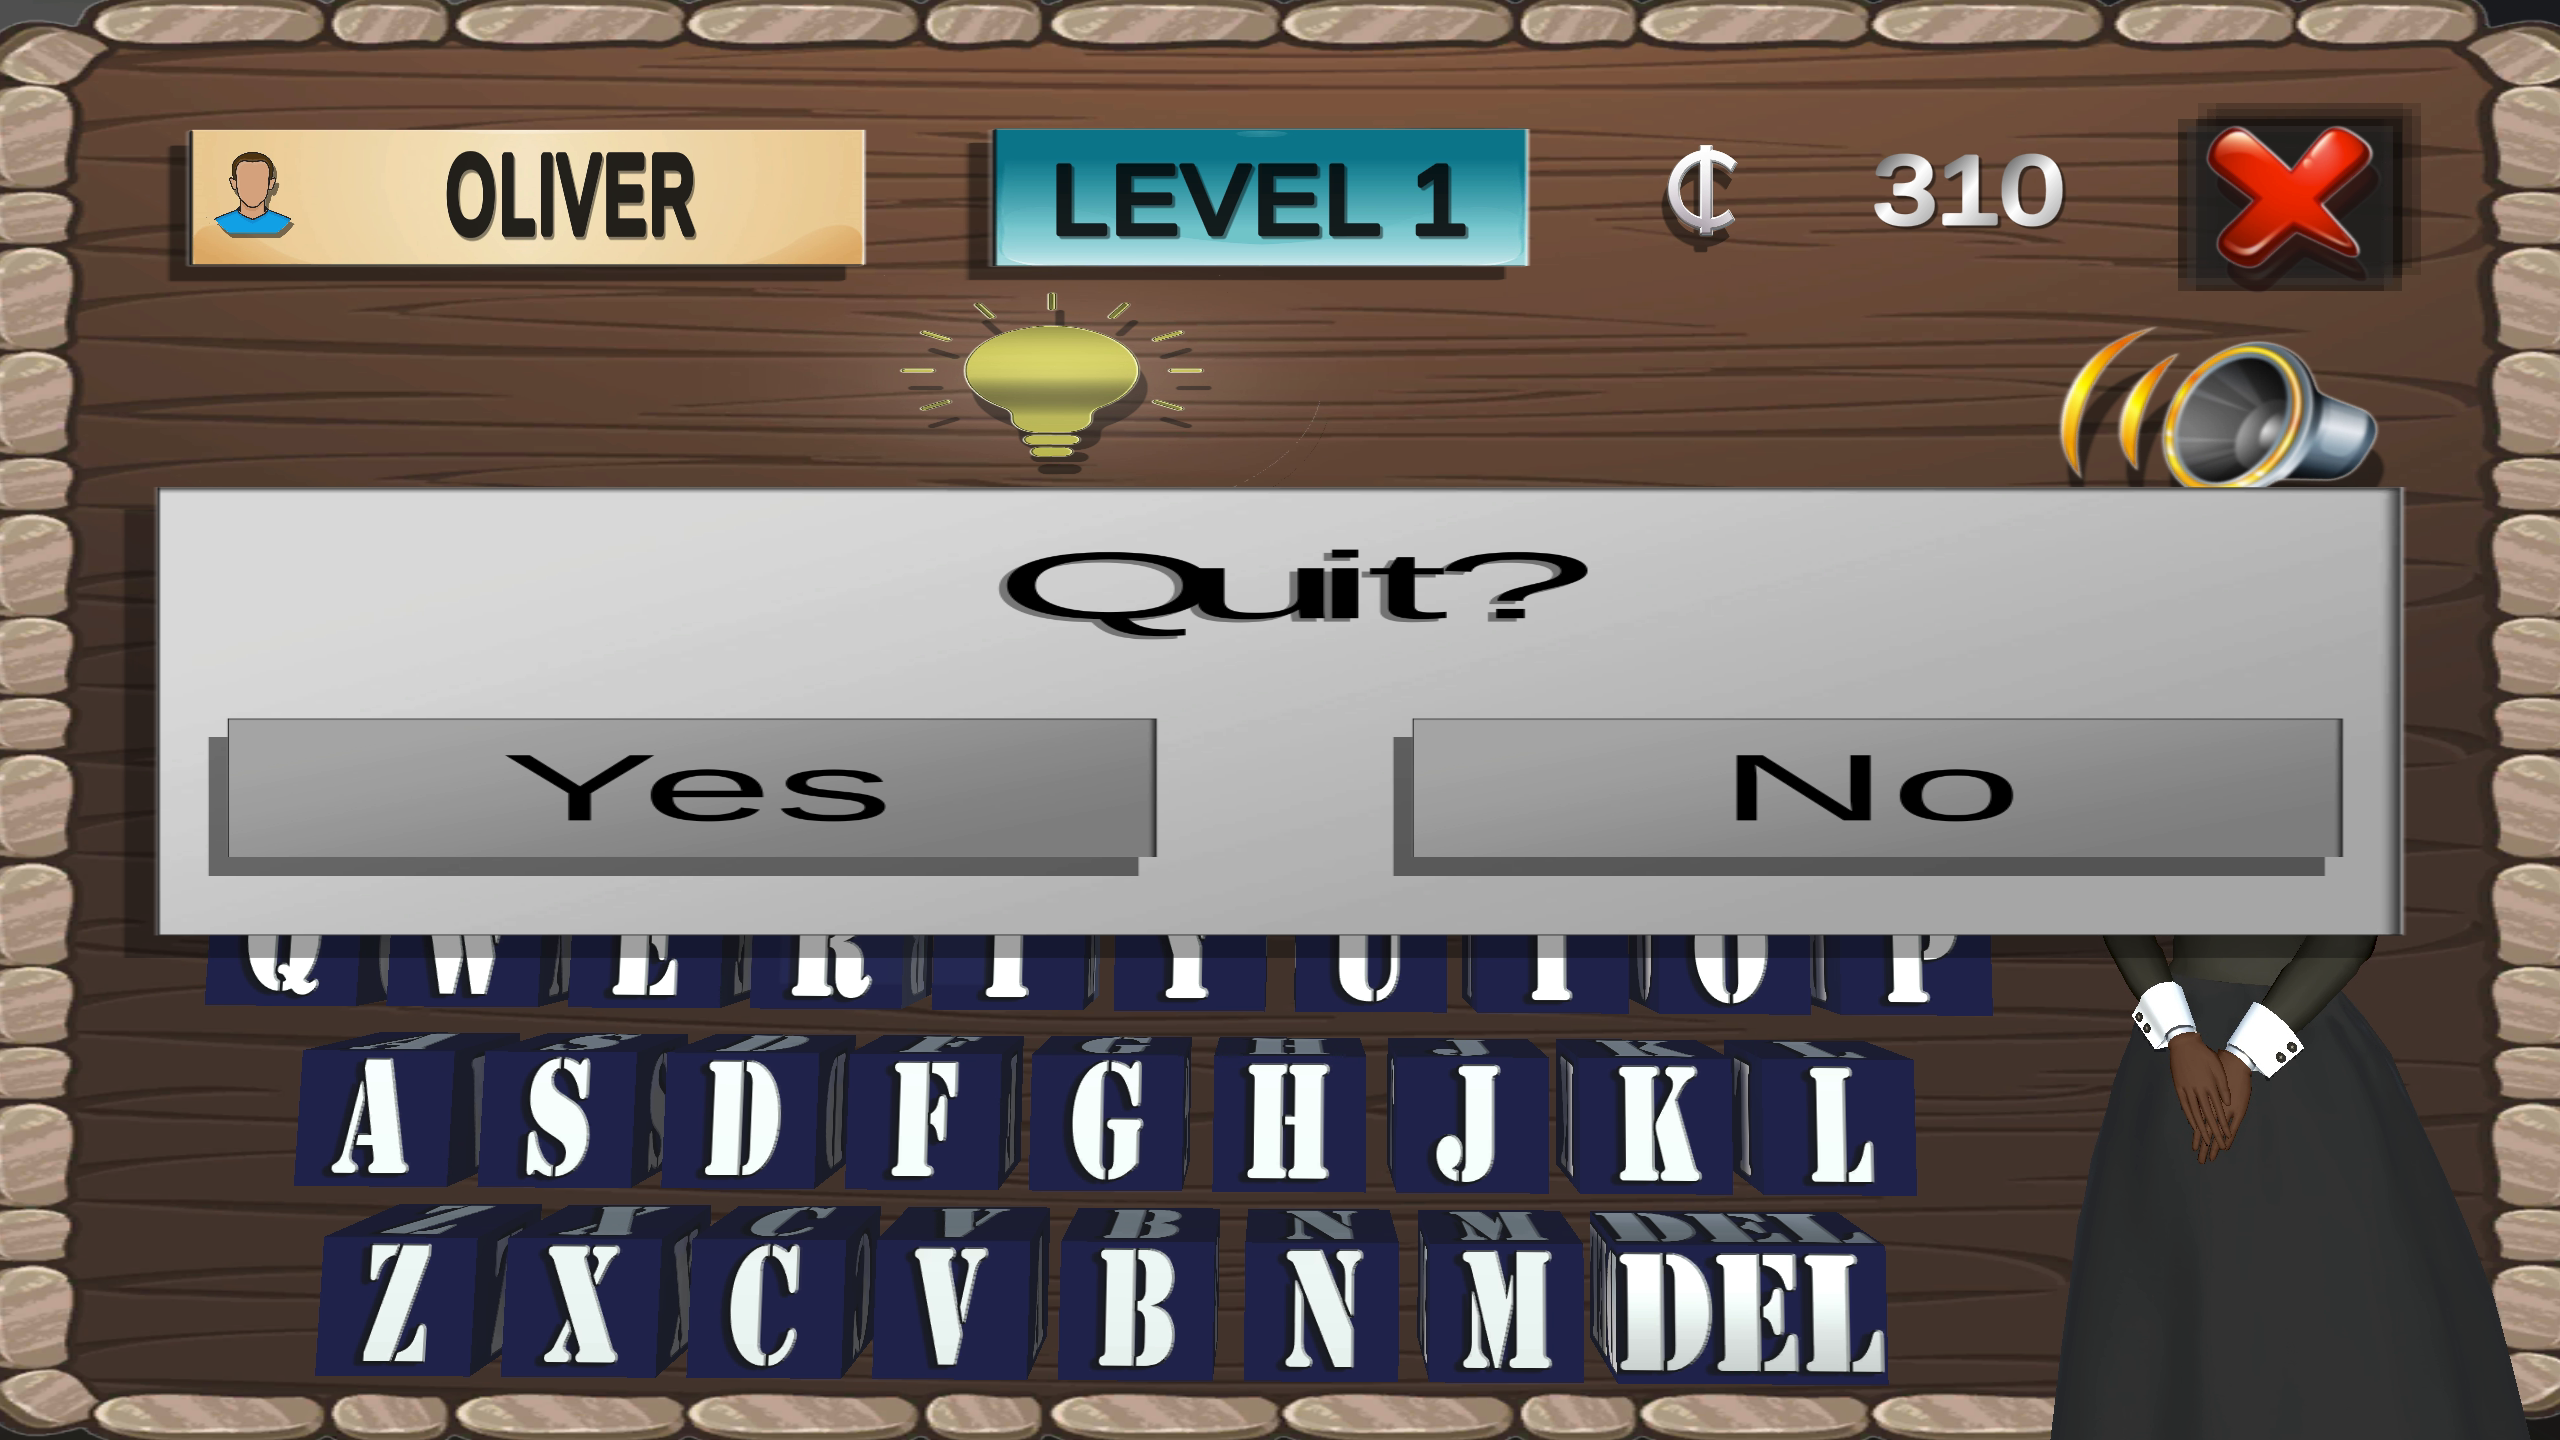 OLIVER
LEVEL 1
₵ 310
Quit?
Yes No
Q W E R T Y U I O P
A S D F G H J K L
Z X C V B N M DEL